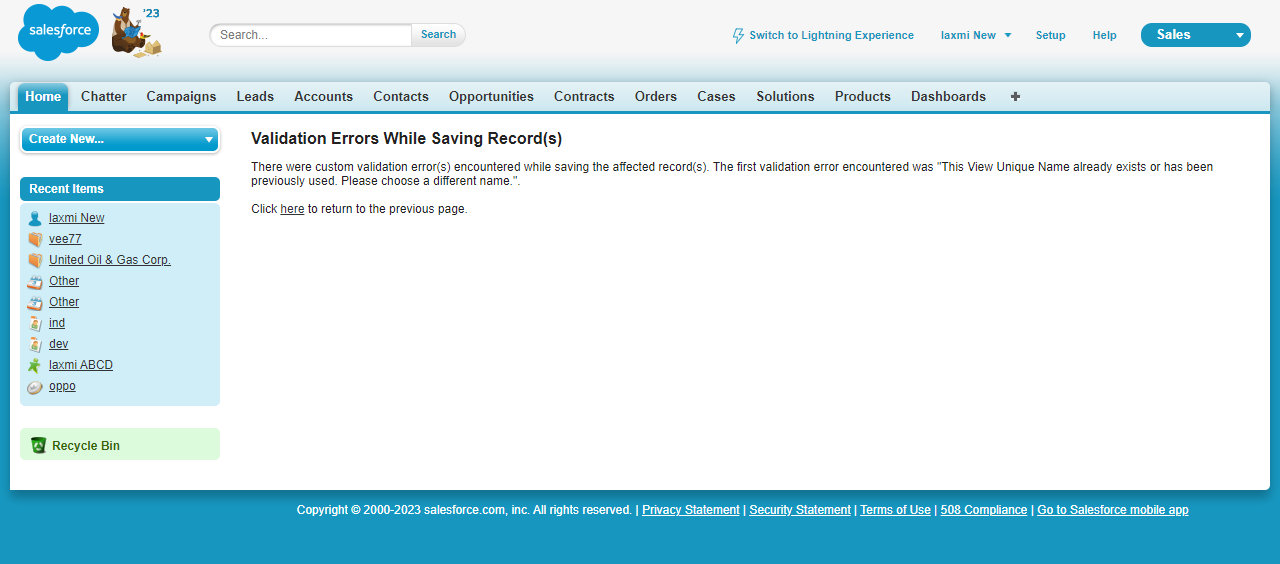 salesforce
'23
Search...
Search
Switch to Lightning Experience
laxmi New
Setup
Help
Sales
Home Chatter Campaigns Leads Accounts Contacts Opportunities Contracts Orders Cases Solutions Products Dashboards
Create New...
Recent Items
laxmi New
vee77
United Oil & Gas Corp.
Other
Other
ind
dev
laxmi ABCD
oppo
Recycle Bin
Validation Errors While Saving Record(s)
There were custom validation error(s) encountered while saving the affected record(s). The first validation error encountered was "This View Unique Name already exists or has been
previously used. Please choose a different name.".
Click here to return to the previous page.
Copyright © 2000-2023 salesforce.com, inc. All rights reserved. | Privacy Statement | Security Statement | Terms of Use | 508 Compliance | Go to Salesforce mobile app